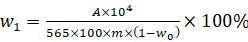 w₁ = A×10⁴ / 565×100×m×(1−w₀) × 100%